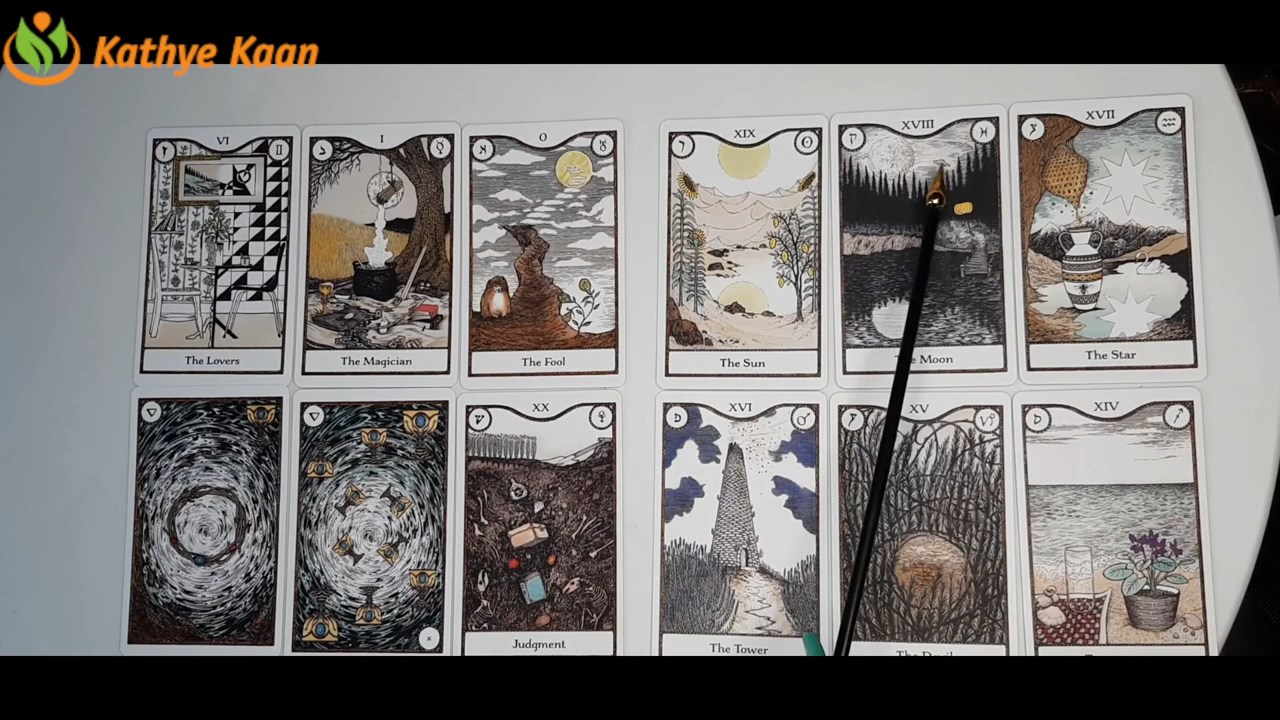 Kathye Kaan
VI
The Lovers
I
The Magician
0
The Fool
XIX
The Sun
XVIII
Moon
XVII
The Star
x
XX
Judgment
XVI
The Tower
XV
XIV